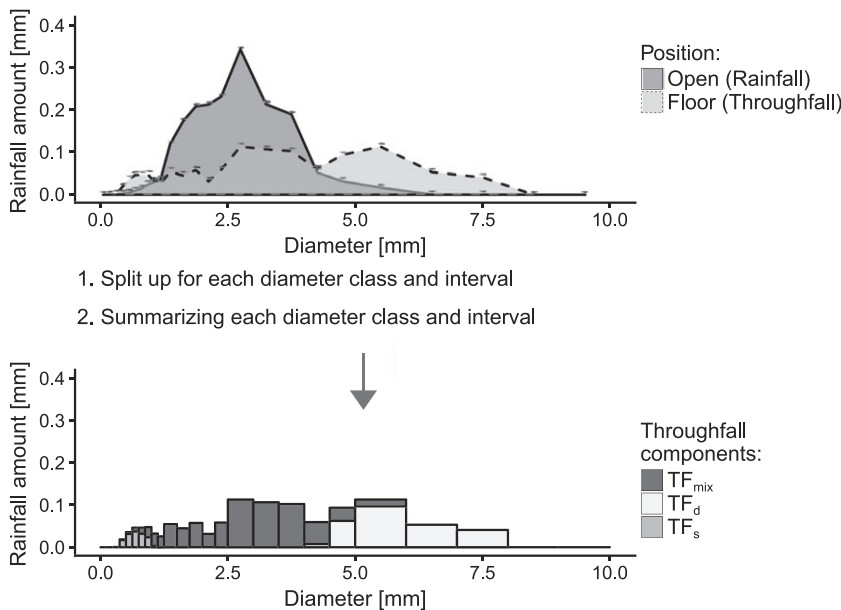 Rainfall amount [mm]
0.4
0.3
0.2
0.1
0.0
0.0 2.5 5.0 7.5 10.0
Diameter [mm]
Position:
Open (Rainfall)
Floor (Throughfall)
1. Split up for each diameter class and interval
2. Summarizing each diameter class and interval
Rainfall amount [mm]
0.4
0.3
0.2
0.1
0.0
0.0 2.5 5.0 7.5 10.0
Diameter [mm]
Throughfall
components:
TFmix
TFd
TFs